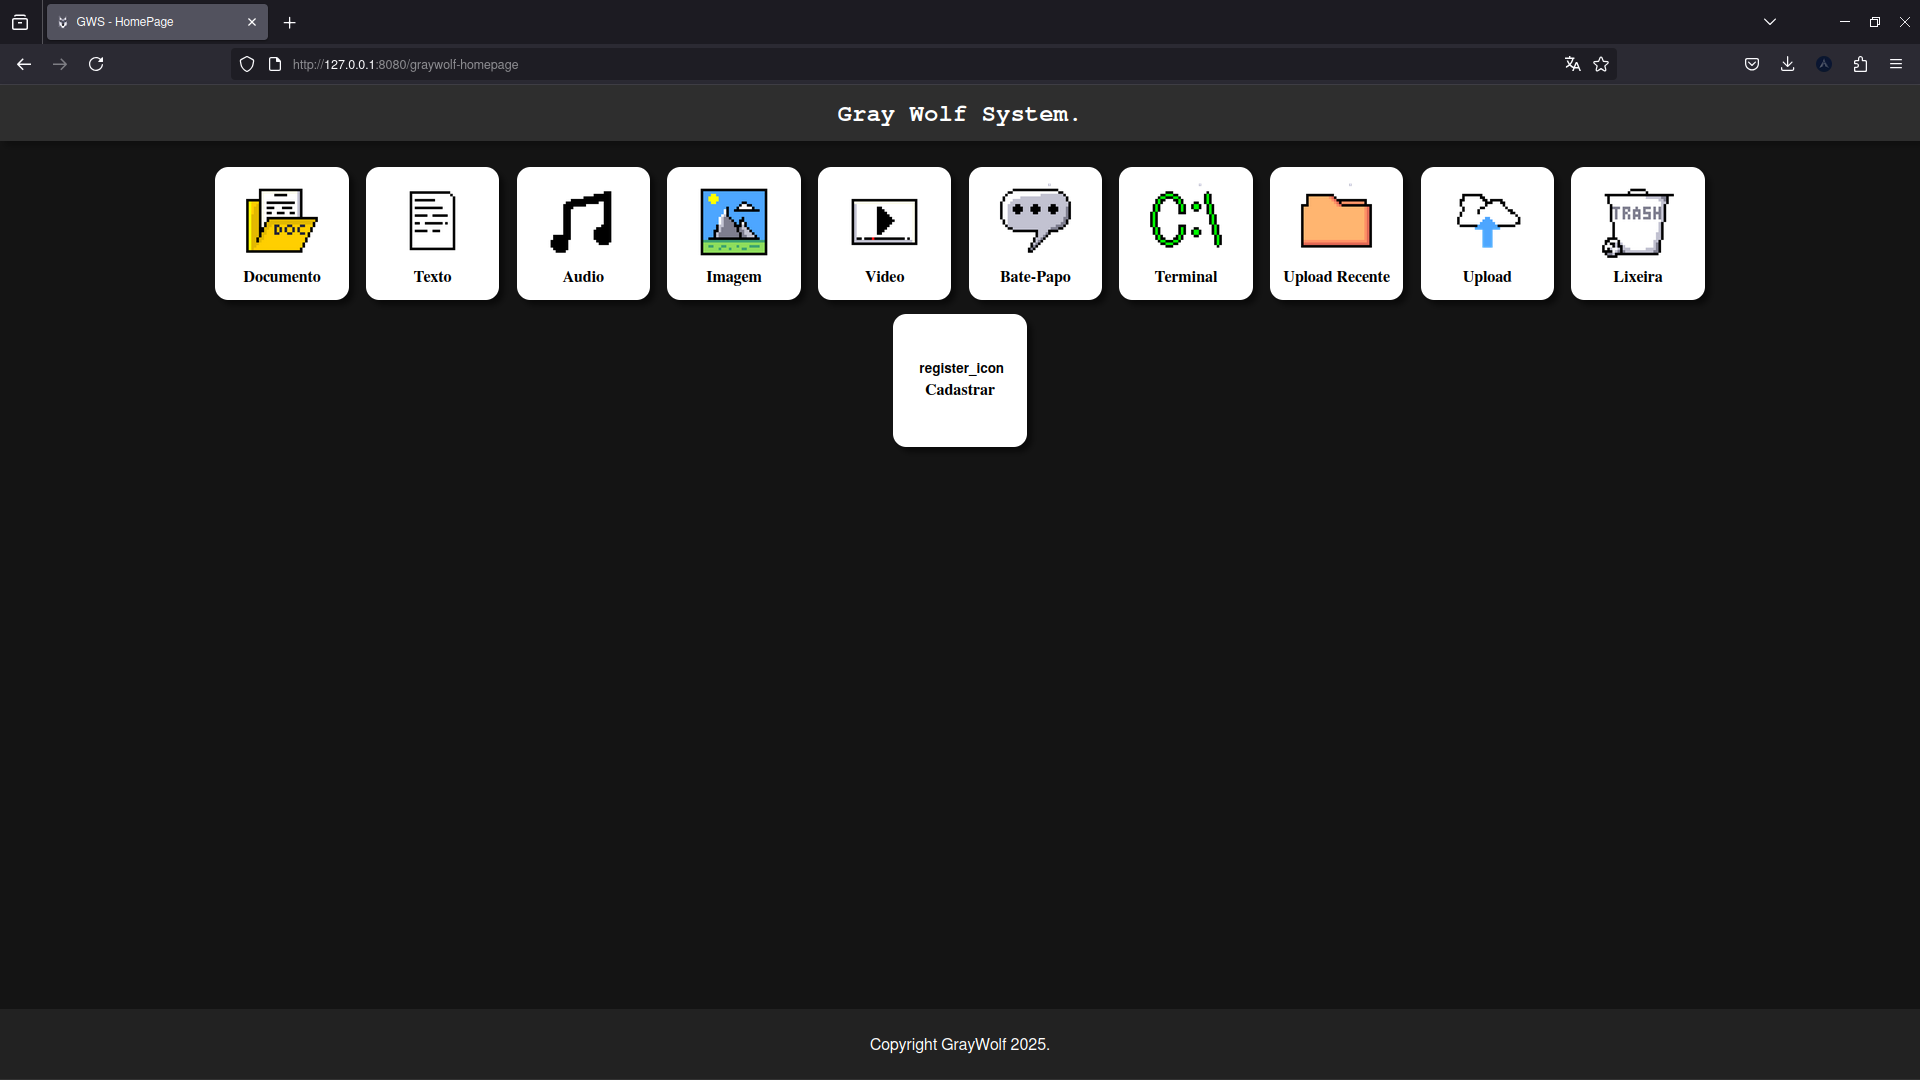 GWS - HomePage
http://127.0.0.1:8080/graywolf-homepage
Gray Wolf System.
DOC
Documento
Texto
Audio
Imagem
Video
Bate-Papo
C:\
Terminal
Upload Recente
Upload
TRASH
Lixeira
register_icon
Cadastrar
Copyright GrayWolf 2025.